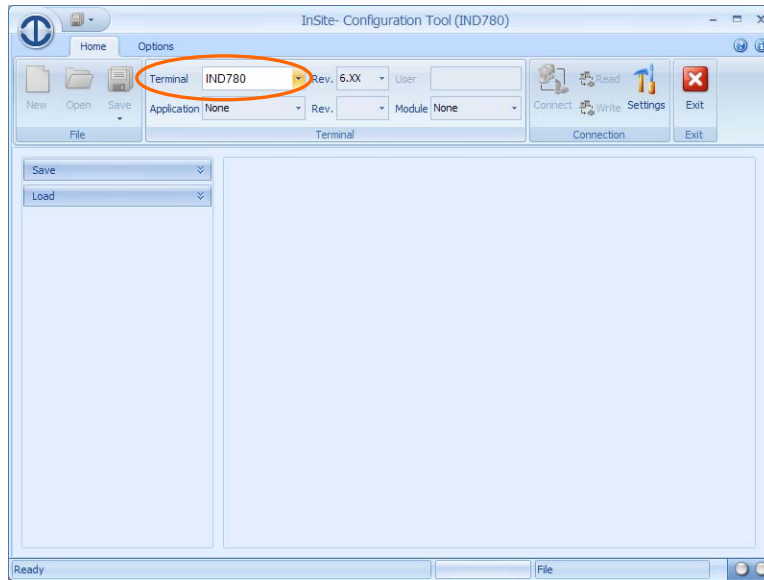 InSite- Configuration Tool (IND780)
Home Options
Terminal IND780 Rev. 6.XX User
New Open Save Application None Rev. Module None Connect Read Write Settings Exit
File Terminal Connection Exit
Save
Load
Ready File